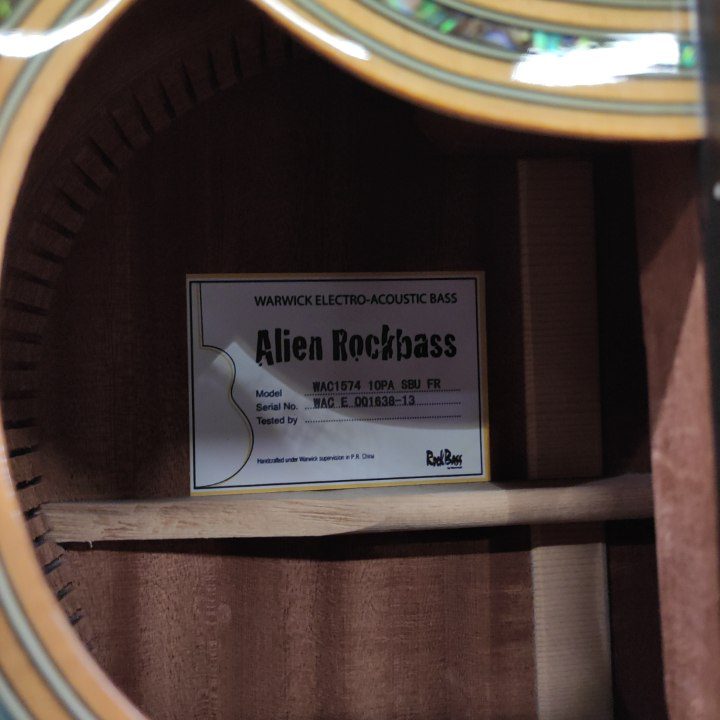 WARWICK ELECTRO-ACOUSTIC BASS
Alien Rockbass
Model WAC1574 10PA SBU FR
Serial No. WAC E 001638-13
Tested by
Handcrafted under Warwick supervision in P.R. China
RockBass